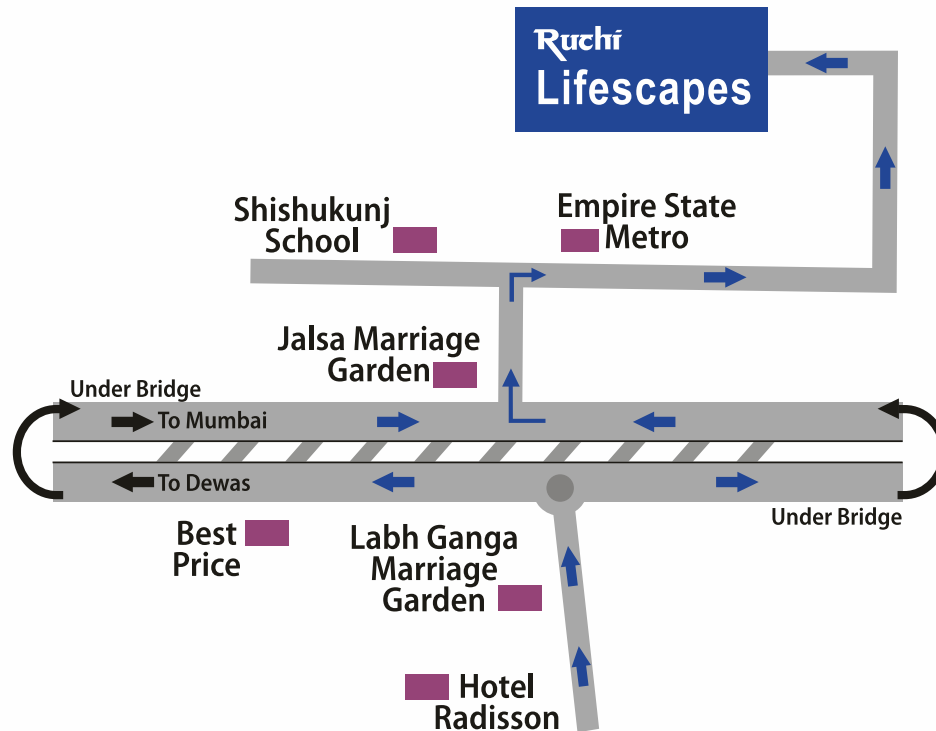 Ruchi
Lifescapes
Shishukunj
School
Empire State
Metro
Jalsa Marriage
Garden
Under Bridge
To Mumbai
To Dewas
Under Bridge
Best
Price
Labh Ganga
Marriage
Garden
Hotel
Radisson